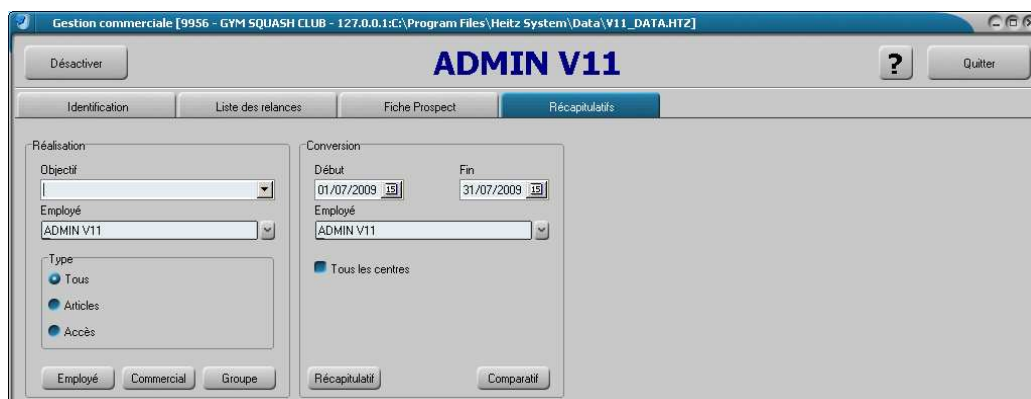 Gestion commerciale [9956 - GYM SQUASH CLUB - 127.0.0.1:C:\Program Files\Heitz System\Data\V11_DATA.HTZ]
Désactiver
ADMIN V11
?
Quitter
Identification
Liste des relances
Fiche Prospect
Récapitulatifs
Réalisation
Objectif
Employé
ADMIN V11
Type
Tous
Articles
Accès
Employé
Commercial
Groupe
Conversion
Début
Fin
01/07/2009
15
31/07/2009
15
Employé
ADMIN V11
Tous les centres
Récapitulatif
Comparatif